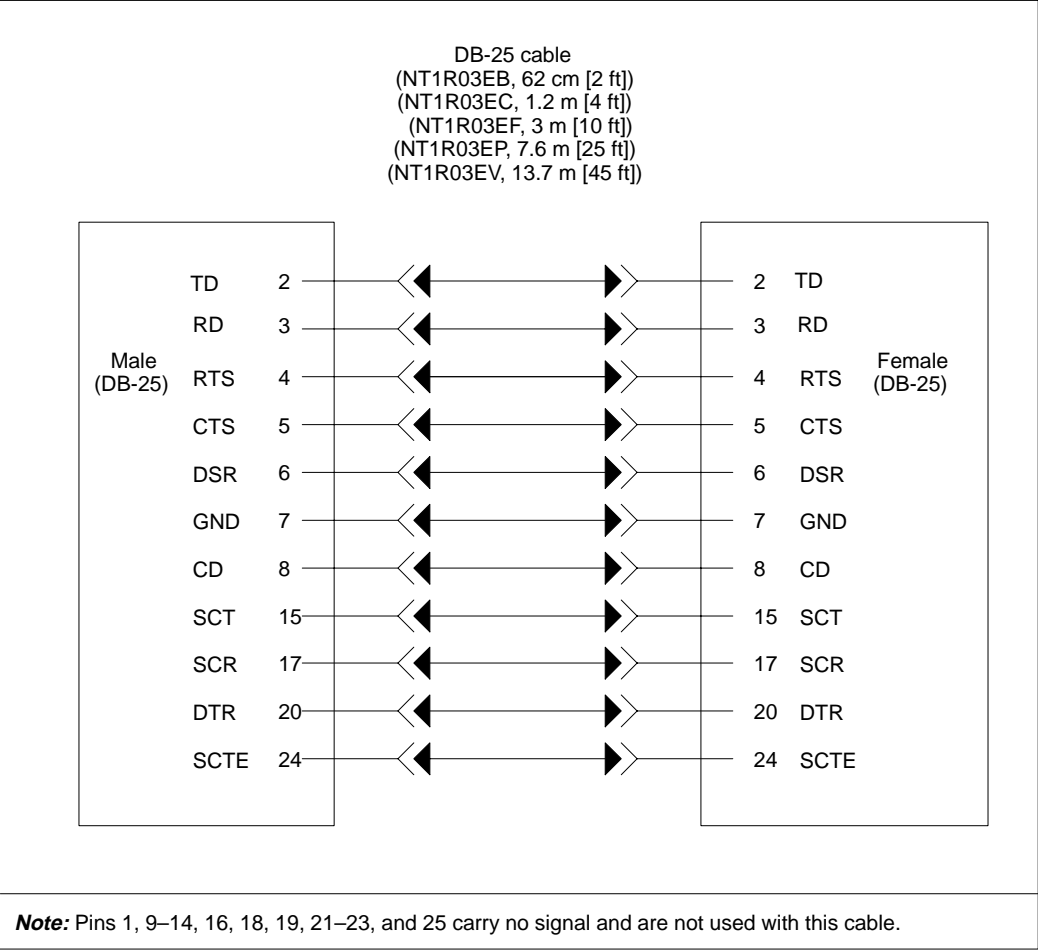 DB-25 cable
(NT1R03EB, 62 cm [2 ft])
(NT1R03EC, 1.2 m [4 ft])
(NT1R03EF, 3 m [10 ft])
(NT1R03EP, 7.6 m [25 ft])
(NT1R03EV, 13.7 m [45 ft])
Male
(DB-25)
Female
(DB-25)
TD 2 2 TD
RD 3 3 RD
RTS 4 4 RTS
CTS 5 5 CTS
DSR 6 6 DSR
GND 7 7 GND
CD 8 8 CD
SCT 15 15 SCT
SCR 17 17 SCR
DTR 20 20 DTR
SCTE 24 24 SCTE
Note: Pins 1, 9–14, 16, 18, 19, 21–23, and 25 carry no signal and are not used with this cable.